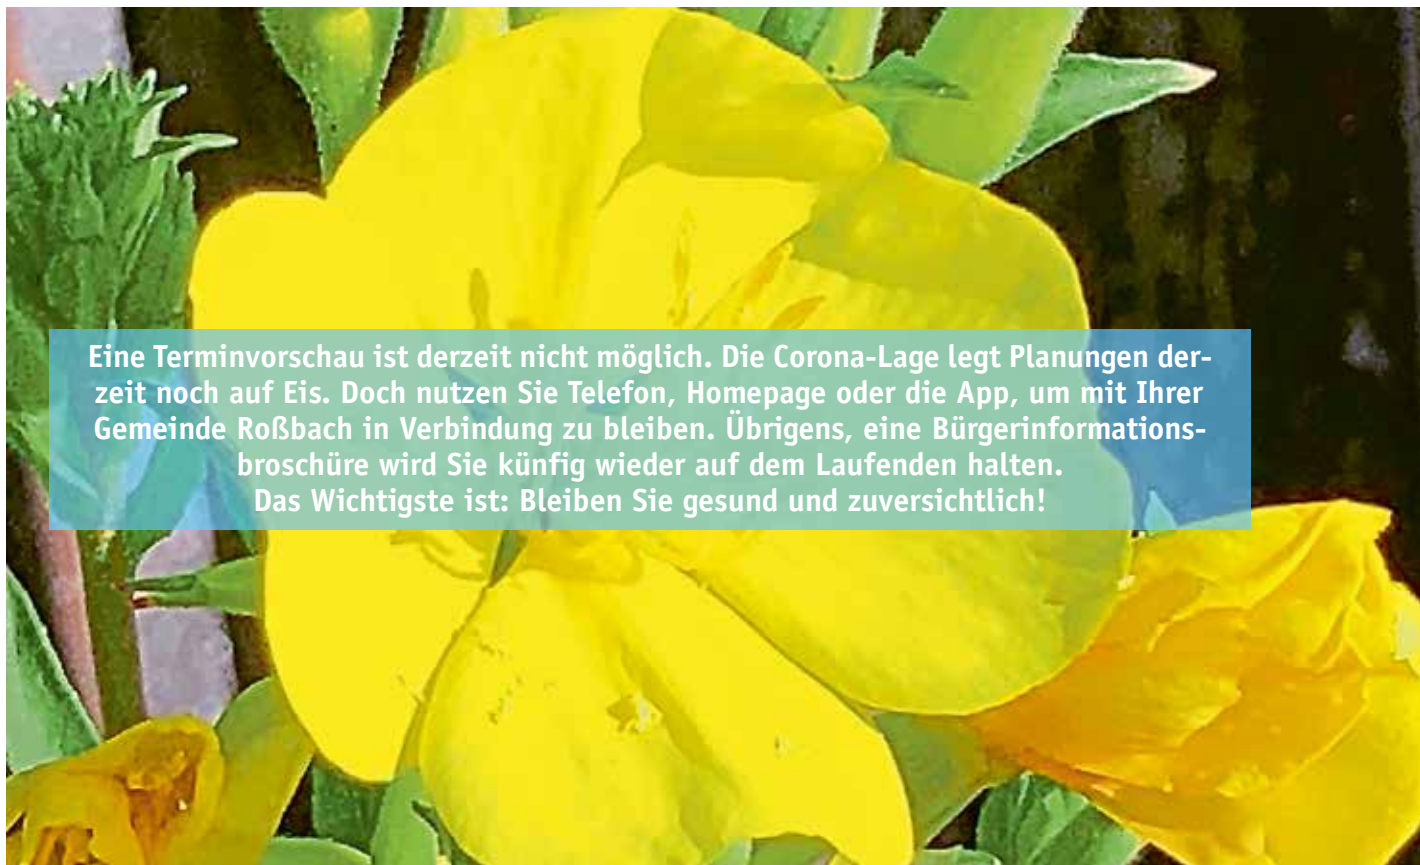 Eine Terminvorschau ist derzeit nicht möglich. Die Corona-Lage legt Planungen der-
zeit noch auf Eis. Doch nutzen Sie Telefon, Homepage oder die App, um mit Ihrer
Gemeinde Roßbach in Verbindung zu bleiben. Übrigens, eine Bürgerinformations-
broschüre wird Sie künfig wieder auf dem Laufenden halten.
Das Wichtigste ist: Bleiben Sie gesund und zuversichtlich!